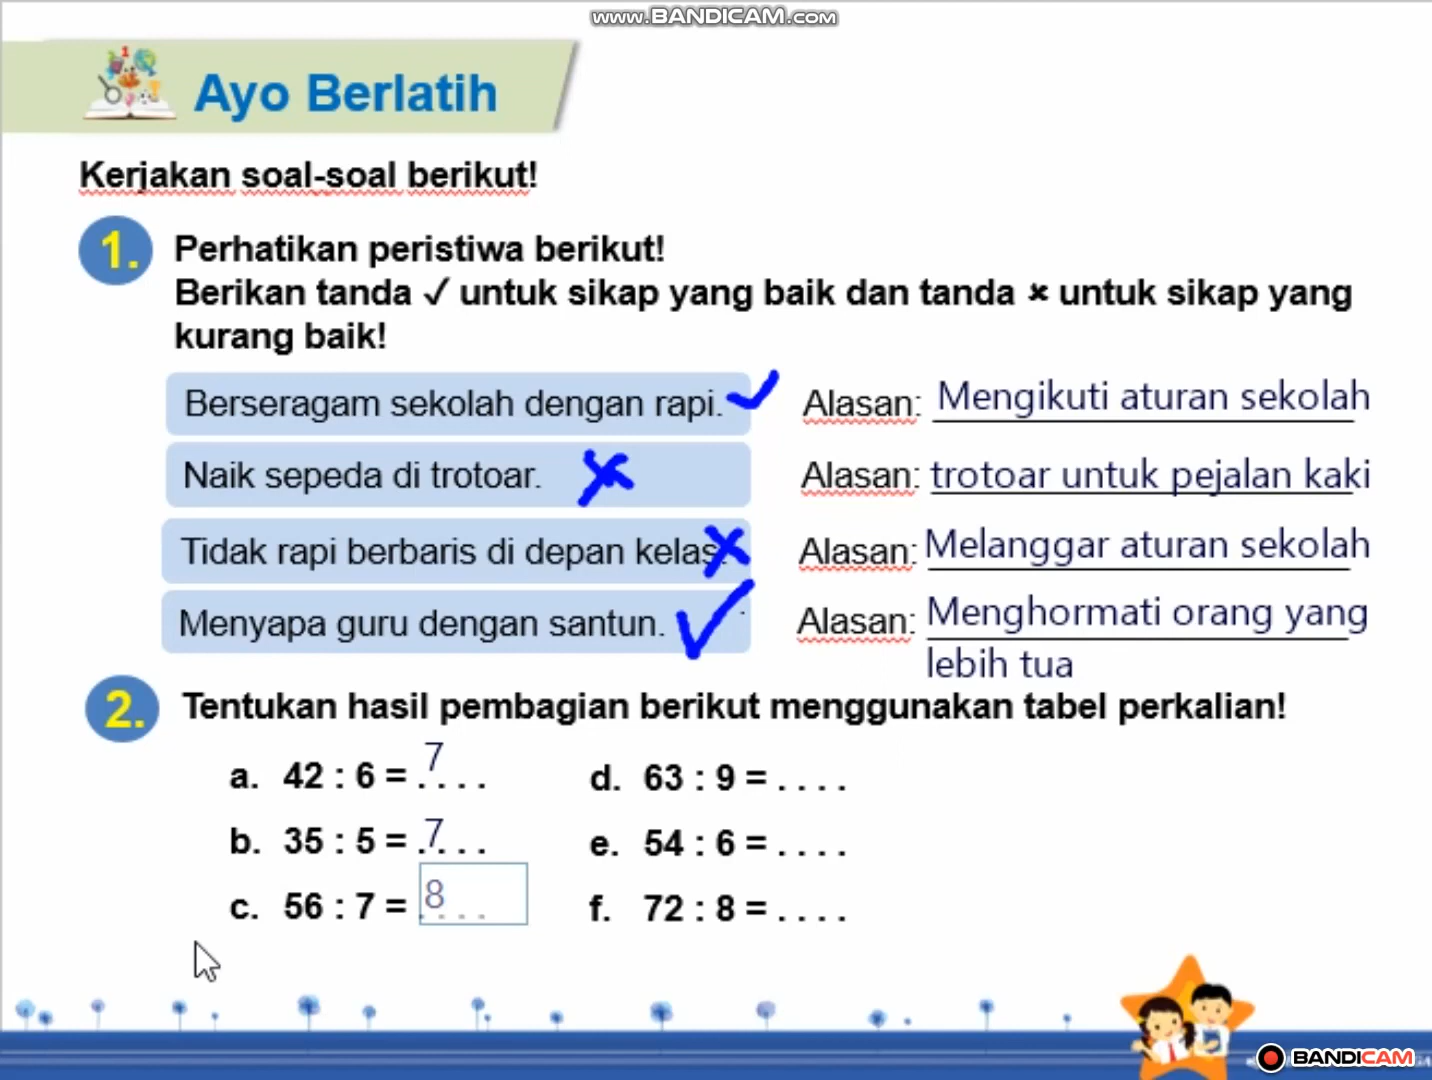 www.BANDICAM.com
Ayo Berlatih
Kerjakan soal-soal berikut!
1. Perhatikan peristiwa berikut!
Berikan tanda ✓ untuk sikap yang baik dan tanda × untuk sikap yang
kurang baik!
Berseragam sekolah dengan rapi. ✓ Alasan: Mengikuti aturan sekolah
Naik sepeda di trotoar. × Alasan: trotoar untuk pejalan kaki
Tidak rapi berbaris di depan kelas. × Alasan: Melanggar aturan sekolah
Menyapa guru dengan santun. ✓ Alasan: Menghormati orang yang
lebih tua
2. Tentukan hasil pembagian berikut menggunakan tabel perkalian!
a. 42 : 6 = 7 . . . . d. 63 : 9 = . . . .
b. 35 : 5 = 7 . . . . e. 54 : 6 = . . . .
c. 56 : 7 = 8 . . . . f. 72 : 8 = . . . .
BANDICAM